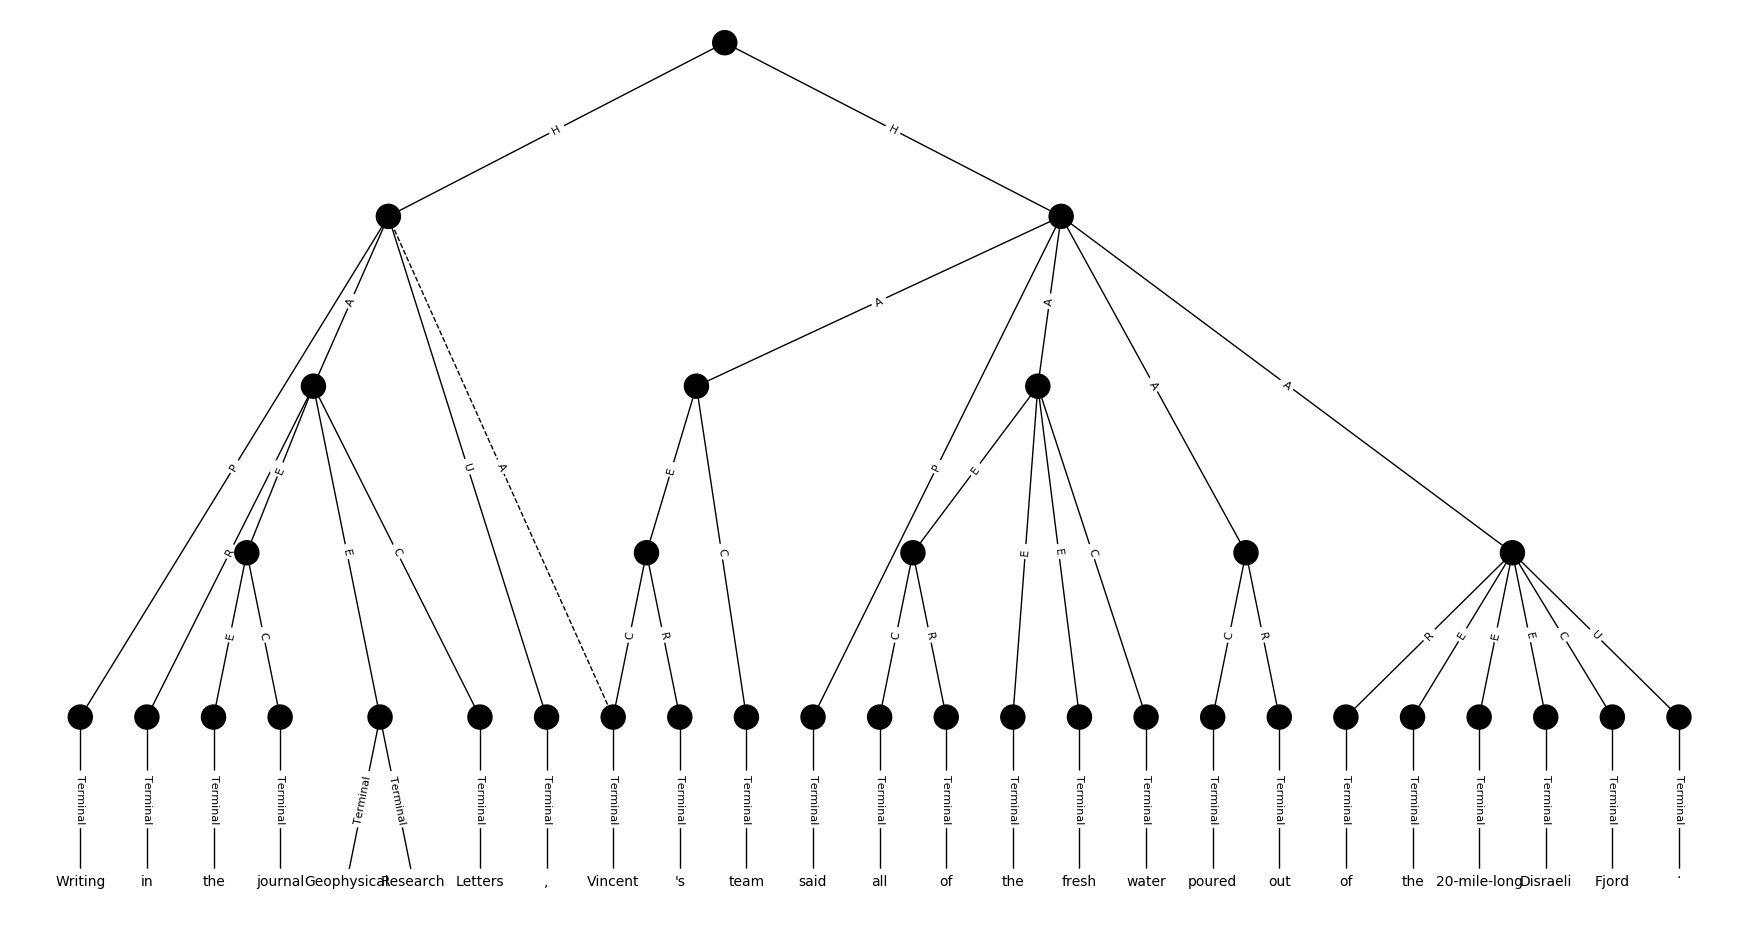 H H
A A A A A
P E R E E C U A E C P E E E C
E C C R C R C R R E E E C U
Terminal Terminal Terminal Terminal Terminal Terminal Terminal Terminal Terminal Terminal Terminal Terminal Terminal Terminal Terminal Terminal Terminal Terminal Terminal Terminal Terminal Terminal Terminal Terminal Terminal
Writing in the journal Geophysical Research Letters , Vincent 's team said all of the fresh water poured out of the 20-mile-long Disraeli Fjord .